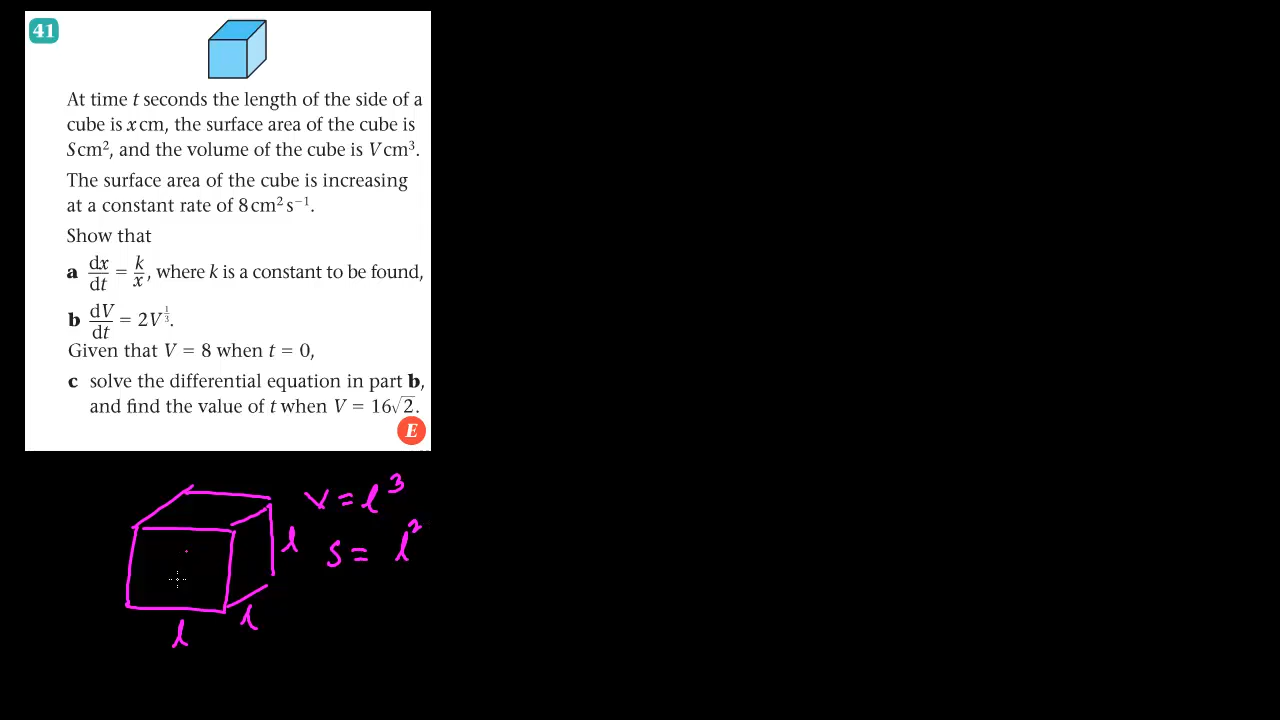 41
At time t seconds the length of the side of a
cube is x cm, the surface area of the cube is
S cm², and the volume of the cube is V cm³.
The surface area of the cube is increasing
at a constant rate of 8 cm² s⁻¹.
Show that
a dx/dt = k/x, where k is a constant to be found,
b dV/dt = 2V^(1/3).
Given that V = 8 when t = 0,
c solve the differential equation in part b,
and find the value of t when V = 16√2.
E
V = l³
l
S = l²
l
l